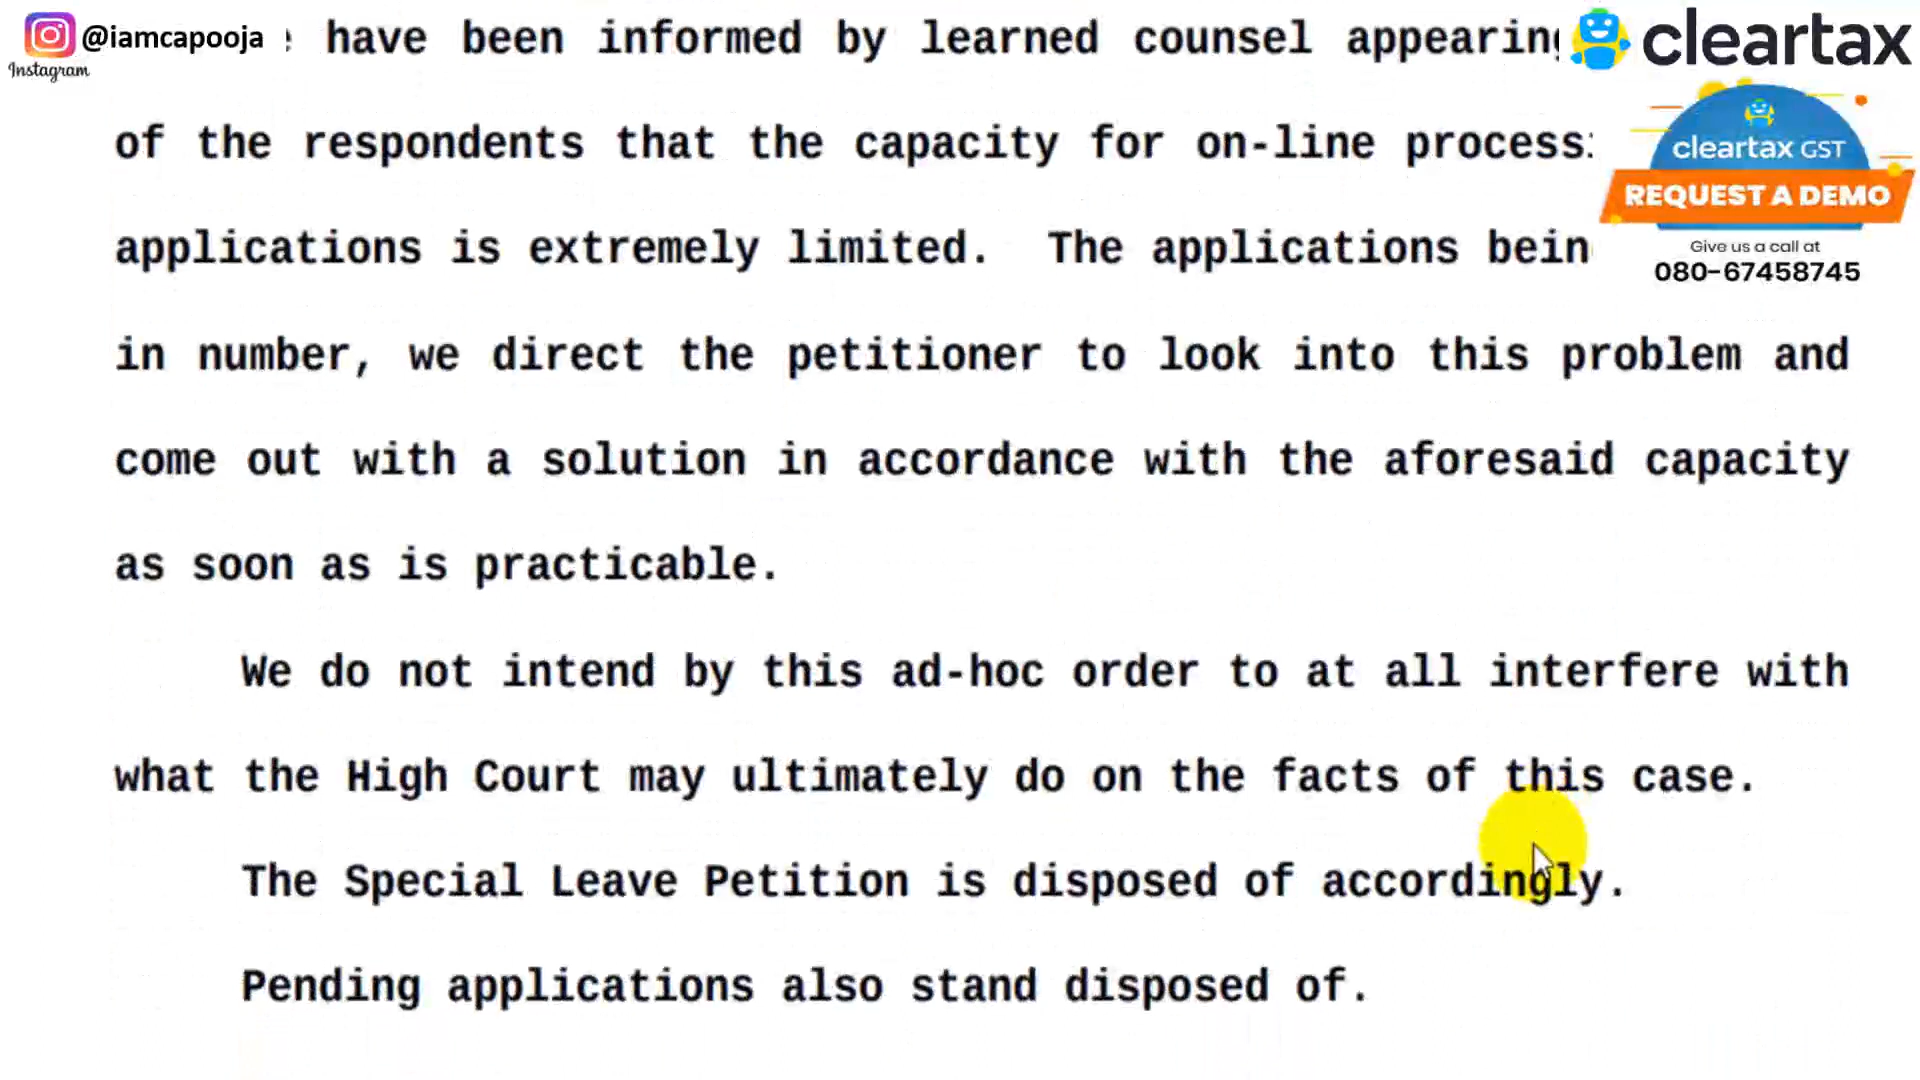 @iamcapooja
Instagram
cleartax
have been informed by learned counsel appearing
of the respondents that the capacity for on-line
cleartax GST
REQUEST A DEMO
applications is extremely limited. The applications
Give us a call at
080-67458745
in number, we direct the petitioner to look into this problem and
come out with a solution in accordance with the aforesaid capacity
as soon as is practicable.
We do not intend by this ad-hoc order to at all interfere with
what the High Court may ultimately do on the facts of this case.
The Special Leave Petition is disposed of accordingly.
Pending applications also stand disposed of.